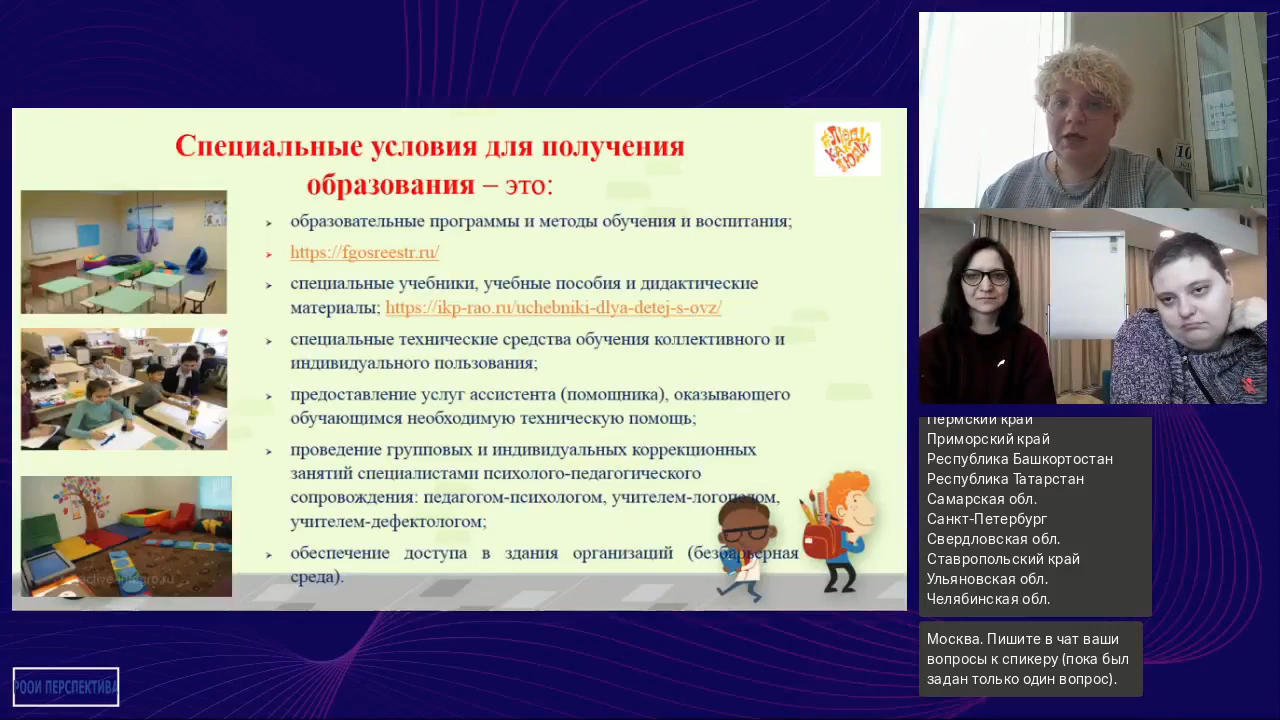 Специальные условия для получения
образования – это:
ЛЮДИ
КАК
ЛЮДИ
образовательные программы и методы обучения и воспитания;
https://fgosreestr.ru/
специальные учебники, учебные пособия и дидактические
материалы; https://ikp-rao.ru/uchebniki-dlya-detej-s-ovz/
специальные технические средства обучения коллективного и
индивидуального пользования;
предоставление услуг ассистента (помощника), оказывающего
обучающимся необходимую техническую помощь;
проведение групповых и индивидуальных коррекционных
занятий специалистами психолого-педагогического
сопровождения: педагогом-психологом, учителем-логопедом,
учителем-дефектологом;
обеспечение доступа в здания организаций (безбарьерная
среда).
РООИ ПЕРСПЕКТИВА
10
Пермский край
Приморский край
Республика Башкортостан
Республика Татарстан
Самарская обл.
Санкт-Петербург
Свердловская обл.
Ставропольский край
Ульяновская обл.
Челябинская обл.
Москва. Пишите в чат ваши
вопросы к спикеру (пока был
задан только один вопрос).